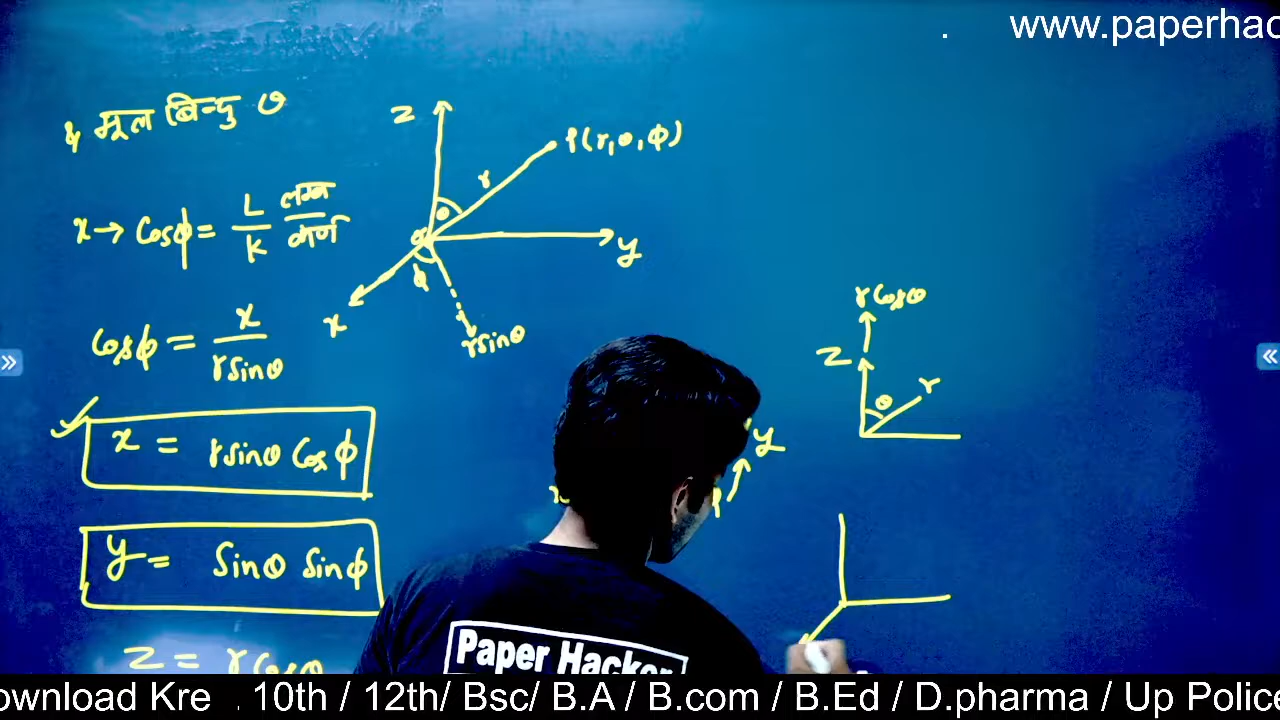 . www.paperhac
& मूल बिन्दु O
Z
P(r,θ,Φ)
r
θ
x → Cosϕ = L/K लम्ब/कर्ण
y
ϕ
x
rsinθ
Cosϕ = x/rsinθ
x = rsinθ Cosϕ
y = Sinθ Sinϕ
Z = rCosθ
rCosθ
Z
θ
r
y
Paper Hacker
ownload Kre . 10th / 12th/ Bsc/ B.A / B.com / B.Ed / D.pharma / Up Police